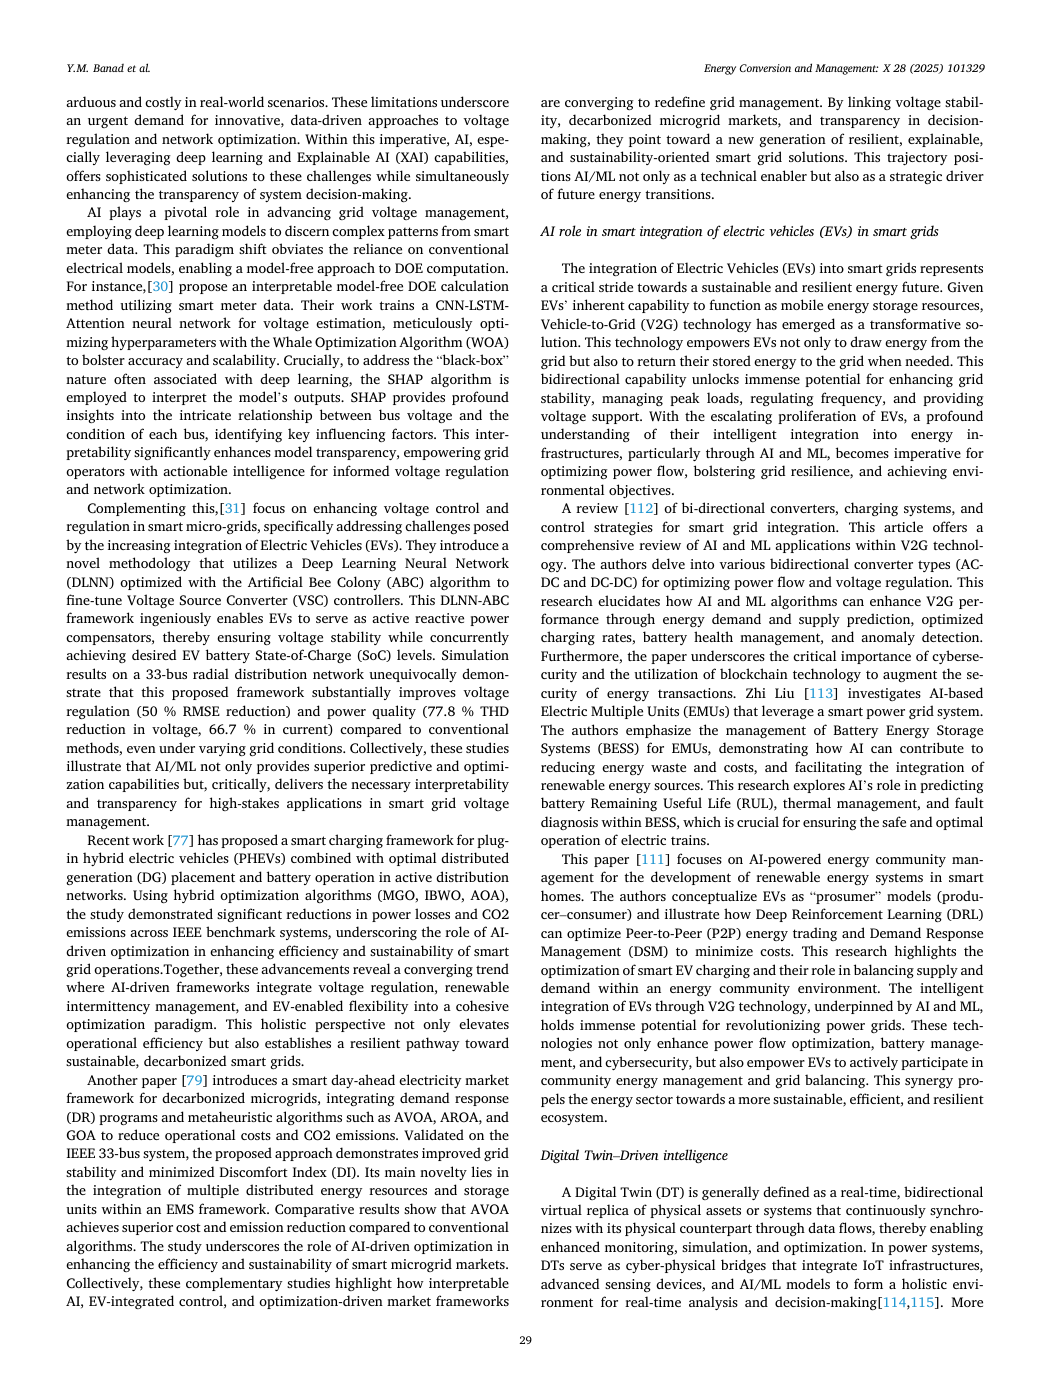 Y.M. Banad et al.
Energy Conversion and Management: X 28 (2025) 101329
arduous and costly in real-world scenarios. These limitations underscore
an urgent demand for innovative, data-driven approaches to voltage
regulation and network optimization. Within this imperative, AI, espe-
cially leveraging deep learning and Explainable AI (XAI) capabilities,
offers sophisticated solutions to these challenges while simultaneously
enhancing the transparency of system decision-making.
AI plays a pivotal role in advancing grid voltage management,
employing deep learning models to discern complex patterns from smart
meter data. This paradigm shift obviates the reliance on conventional
electrical models, enabling a model-free approach to DOE computation.
For instance,[30] propose an interpretable model-free DOE calculation
method utilizing smart meter data. Their work trains a CNN-LSTM-
Attention neural network for voltage estimation, meticulously opti-
mizing hyperparameters with the Whale Optimization Algorithm (WOA)
to bolster accuracy and scalability. Crucially, to address the “black-box”
nature often associated with deep learning, the SHAP algorithm is
employed to interpret the model’s outputs. SHAP provides profound
insights into the intricate relationship between bus voltage and the
condition of each bus, identifying key influencing factors. This inter-
pretability significantly enhances model transparency, empowering grid
operators with actionable intelligence for informed voltage regulation
and network optimization.
Complementing this,[31] focus on enhancing voltage control and
regulation in smart micro-grids, specifically addressing challenges posed
by the increasing integration of Electric Vehicles (EVs). They introduce a
novel methodology that utilizes a Deep Learning Neural Network
(DLNN) optimized with the Artificial Bee Colony (ABC) algorithm to
fine-tune Voltage Source Converter (VSC) controllers. This DLNN-ABC
framework ingeniously enables EVs to serve as active reactive power
compensators, thereby ensuring voltage stability while concurrently
achieving desired EV battery State-of-Charge (SoC) levels. Simulation
results on a 33-bus radial distribution network unequivocally demon-
strate that this proposed framework substantially improves voltage
regulation (50 % RMSE reduction) and power quality (77.8 % THD
reduction in voltage, 66.7 % in current) compared to conventional
methods, even under varying grid conditions. Collectively, these studies
illustrate that AI/ML not only provides superior predictive and optimi-
zation capabilities but, critically, delivers the necessary interpretability
and transparency for high-stakes applications in smart grid voltage
management.
Recent work [77] has proposed a smart charging framework for plug-
in hybrid electric vehicles (PHEVs) combined with optimal distributed
generation (DG) placement and battery operation in active distribution
networks. Using hybrid optimization algorithms (MGO, IBWO, AOA),
the study demonstrated significant reductions in power losses and CO2
emissions across IEEE benchmark systems, underscoring the role of AI-
driven optimization in enhancing efficiency and sustainability of smart
grid operations.Together, these advancements reveal a converging trend
where AI-driven frameworks integrate voltage regulation, renewable
intermittency management, and EV-enabled flexibility into a cohesive
optimization paradigm. This holistic perspective not only elevates
operational efficiency but also establishes a resilient pathway toward
sustainable, decarbonized smart grids.
Another paper [79] introduces a smart day-ahead electricity market
framework for decarbonized microgrids, integrating demand response
(DR) programs and metaheuristic algorithms such as AVOA, AROA, and
GOA to reduce operational costs and CO2 emissions. Validated on the
IEEE 33-bus system, the proposed approach demonstrates improved grid
stability and minimized Discomfort Index (DI). Its main novelty lies in
the integration of multiple distributed energy resources and storage
units within an EMS framework. Comparative results show that AVOA
achieves superior cost and emission reduction compared to conventional
algorithms. The study underscores the role of AI-driven optimization in
enhancing the efficiency and sustainability of smart microgrid markets.
Collectively, these complementary studies highlight how interpretable
AI, EV-integrated control, and optimization-driven market frameworks
are converging to redefine grid management. By linking voltage stabil-
ity, decarbonized microgrid markets, and transparency in decision-
making, they point toward a new generation of resilient, explainable,
and sustainability-oriented smart grid solutions. This trajectory posi-
tions AI/ML not only as a technical enabler but also as a strategic driver
of future energy transitions.
AI role in smart integration of electric vehicles (EVs) in smart grids
The integration of Electric Vehicles (EVs) into smart grids represents
a critical stride towards a sustainable and resilient energy future. Given
EVs’ inherent capability to function as mobile energy storage resources,
Vehicle-to-Grid (V2G) technology has emerged as a transformative so-
lution. This technology empowers EVs not only to draw energy from the
grid but also to return their stored energy to the grid when needed. This
bidirectional capability unlocks immense potential for enhancing grid
stability, managing peak loads, regulating frequency, and providing
voltage support. With the escalating proliferation of EVs, a profound
understanding of their intelligent integration into energy in-
frastructures, particularly through AI and ML, becomes imperative for
optimizing power flow, bolstering grid resilience, and achieving envi-
ronmental objectives.
A review [112] of bi-directional converters, charging systems, and
control strategies for smart grid integration. This article offers a
comprehensive review of AI and ML applications within V2G technol-
ogy. The authors delve into various bidirectional converter types (AC-
DC and DC-DC) for optimizing power flow and voltage regulation. This
research elucidates how AI and ML algorithms can enhance V2G per-
formance through energy demand and supply prediction, optimized
charging rates, battery health management, and anomaly detection.
Furthermore, the paper underscores the critical importance of cyberse-
curity and the utilization of blockchain technology to augment the se-
curity of energy transactions. Zhi Liu [113] investigates AI-based
Electric Multiple Units (EMUs) that leverage a smart power grid system.
The authors emphasize the management of Battery Energy Storage
Systems (BESS) for EMUs, demonstrating how AI can contribute to
reducing energy waste and costs, and facilitating the integration of
renewable energy sources. This research explores AI’s role in predicting
battery Remaining Useful Life (RUL), thermal management, and fault
diagnosis within BESS, which is crucial for ensuring the safe and optimal
operation of electric trains.
This paper [111] focuses on AI-powered energy community man-
agement for the development of renewable energy systems in smart
homes. The authors conceptualize EVs as “prosumer” models (produ-
cer–consumer) and illustrate how Deep Reinforcement Learning (DRL)
can optimize Peer-to-Peer (P2P) energy trading and Demand Response
Management (DSM) to minimize costs. This research highlights the
optimization of smart EV charging and their role in balancing supply and
demand within an energy community environment. The intelligent
integration of EVs through V2G technology, underpinned by AI and ML,
holds immense potential for revolutionizing power grids. These tech-
nologies not only enhance power flow optimization, battery manage-
ment, and cybersecurity, but also empower EVs to actively participate in
community energy management and grid balancing. This synergy pro-
pels the energy sector towards a more sustainable, efficient, and resilient
ecosystem.
Digital Twin–Driven intelligence
A Digital Twin (DT) is generally defined as a real-time, bidirectional
virtual replica of physical assets or systems that continuously synchro-
nizes with its physical counterpart through data flows, thereby enabling
enhanced monitoring, simulation, and optimization. In power systems,
DTs serve as cyber-physical bridges that integrate IoT infrastructures,
advanced sensing devices, and AI/ML models to form a holistic envi-
ronment for real-time analysis and decision-making[114,115]. More
29